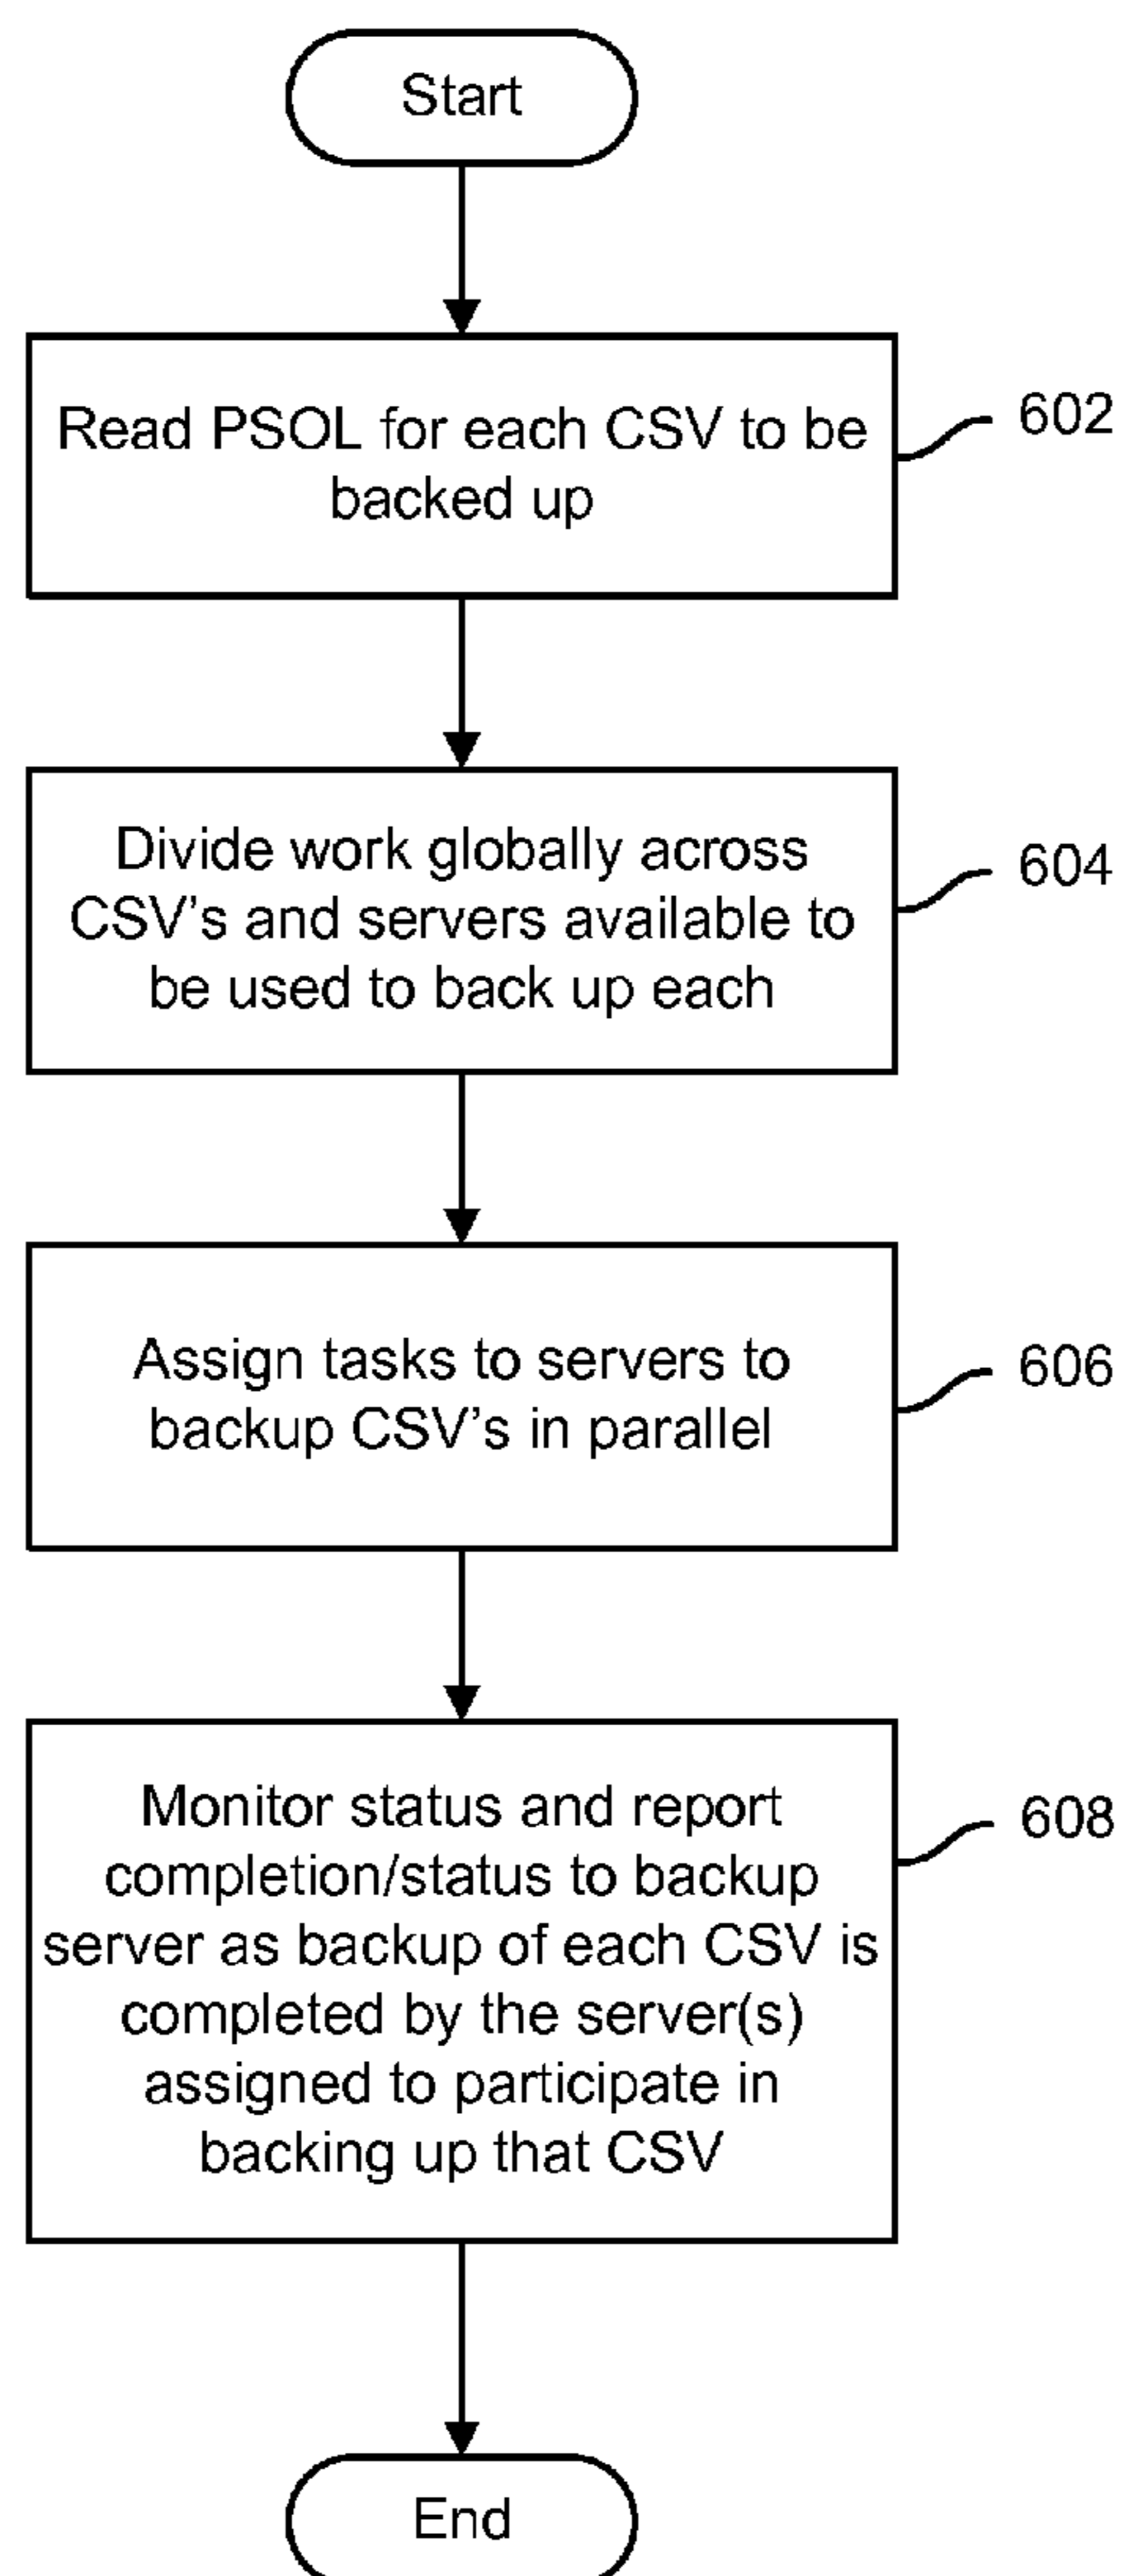 Start
Read PSOL for each CSV to be
backed up
602
Divide work globally across
CSV’s and servers available to
be used to back up each
604
Assign tasks to servers to
backup CSV’s in parallel
606
Monitor status and report
completion/status to backup
server as backup of each CSV is
completed by the server(s)
assigned to participate in
backing up that CSV
608
End